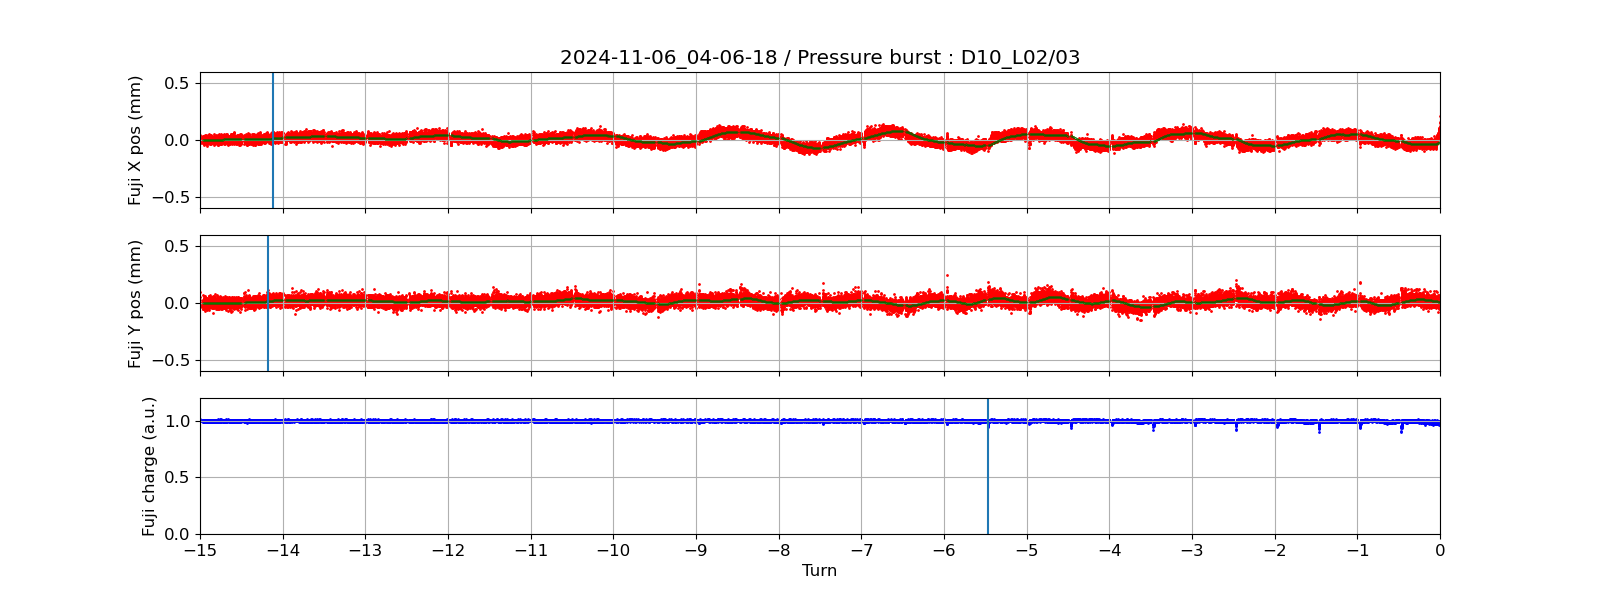 2024-11-06_04-06-18 / Pressure burst : D10_L02/03
Fuji X pos (mm)
0.5
0.0
−0.5
Fuji Y pos (mm)
0.5
0.0
−0.5
Fuji charge (a.u.)
1.0
0.5
0.0
−15 −14 −13 −12 −11 −10 −9 −8 −7 −6 −5 −4 −3 −2 −1 0
Turn